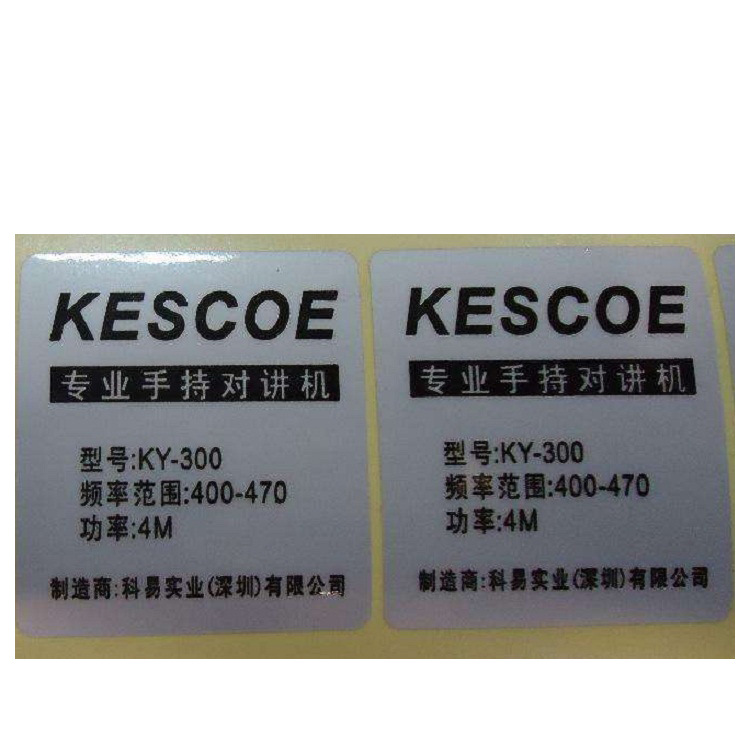 KESCOE
专业手持对讲机
型号:KY-300
频率范围:400-470
功率:4M
制造商:科易实业(深圳)有限公司
KESCOE
专业手持对讲机
型号:KY-300
频率范围:400-470
功率:4M
制造商:科易实业(深圳)有限公司